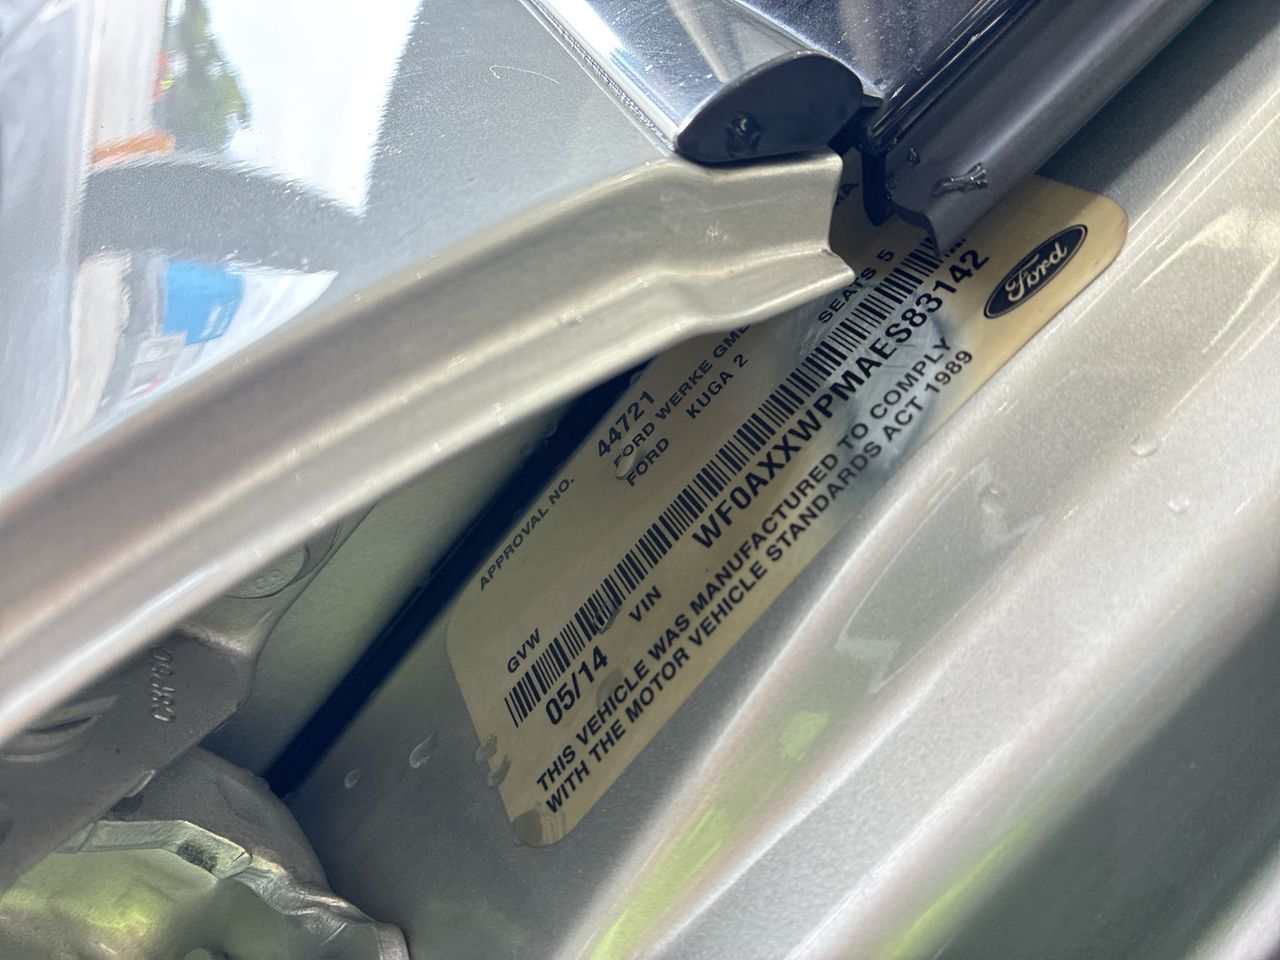 APPROVAL NO. 44721
FORD WERKE
FORD KUGA 2
SEATS 5
GVW
05/14
VIN WF0AXXWPMAES83142
THIS VEHICLE WAS MANUFACTURED TO COMPLY
WITH THE MOTOR VEHICLE STANDARDS ACT 1989
Ford